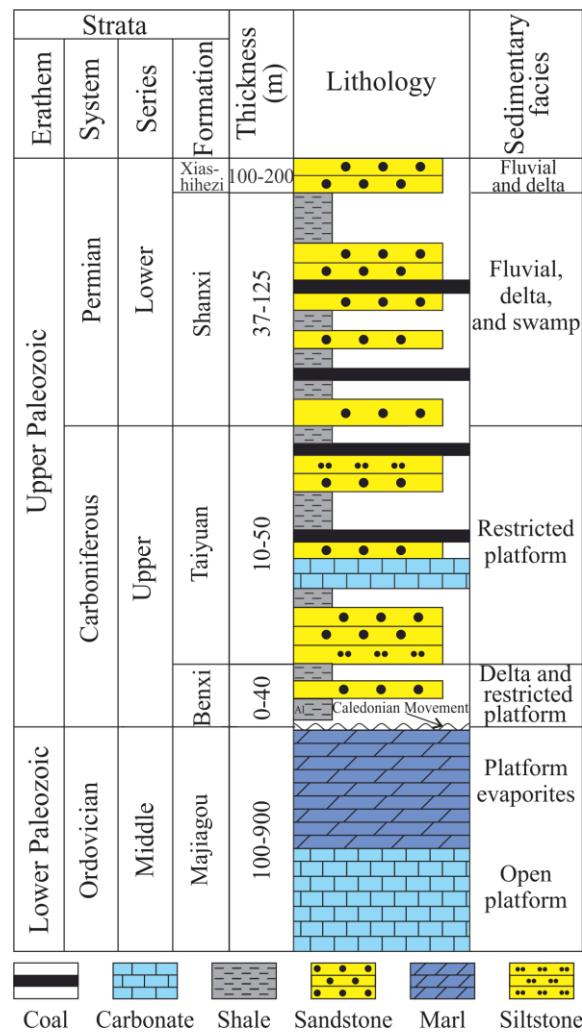 Strata
Erathem
System
Series
Formation
Thickness
(m)
Lithology
Sedimentary
facies
Upper Paleozoic
Permian
Lower
Xias-
hihezi
100-200
Fluvial
and delta
Shanxi
37-125
Fluvial,
delta,
and swamp
Carboniferous
Upper
Taiyuan
10-50
Restricted
platform
Benxi
0-40
Al
Caledonian Movement
Delta and
restricted
platform
Lower Paleozoic
Ordovician
Middle
Majiagou
100-900
Platform
evaporites
Open
platform
Coal
Carbonate
Shale
Sandstone
Marl
Siltstone